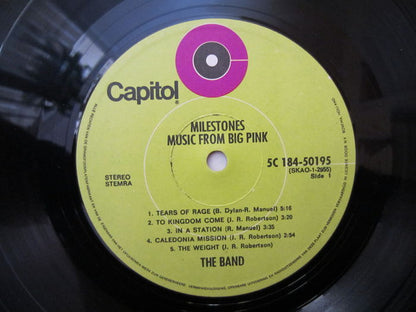 Capitol®
MILESTONES
MUSIC FROM BIG PINK
5C 184-50195
(SKAO-1-2955)
Side 1
STEREO
STEMRA
1. TEARS OF RAGE (B. Dylan-R. Manuel) 5:16
2. TO KINGDOM COME (J. R. Robertson) 3:20
3. IN A STATION (R. Manuel) 3:35
4. CALEDONIA MISSION (J. R. Robertson) 2:54
5. THE WEIGHT (J. R. Robertson)
THE BAND